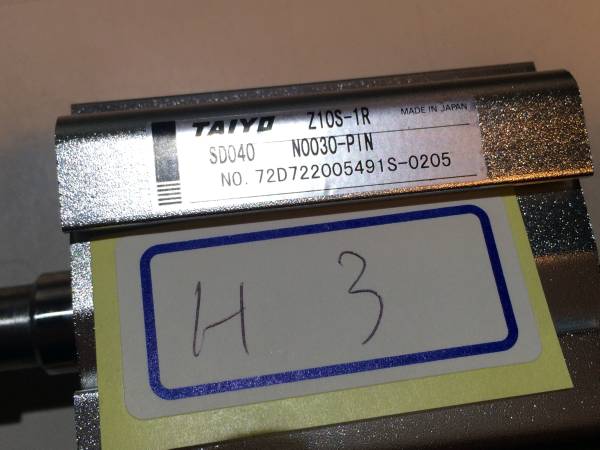 TAIYO Z10S-1R MADE IN JAPAN
SD040 N0030-PIN
NO. 72D722005491S-0205
H 3